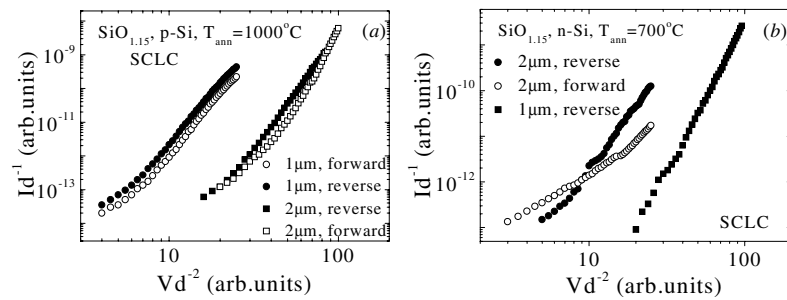 SiO1.15, p-Si, Tann=1000°C (a)
SCLC
Id-1 (arb.units)
10-9
10-11
10-13
1μm, forward
1μm, reverse
2μm, reverse
2μm, forward
10 100
Vd-2 (arb.units)
SiO1.15, n-Si, Tann=700°C (b)
2μm, reverse
2μm, forward
1μm, reverse
Id-1 (arb.units)
10-10
10-12
SCLC
10 100
Vd-2 (arb.units)